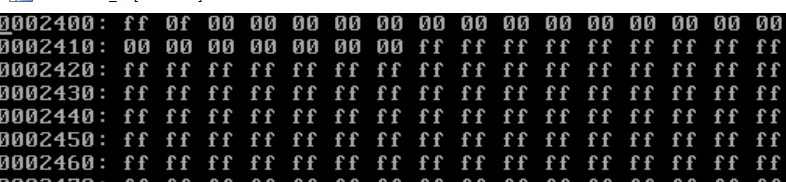 0002400: ff 0f 00 00 00 00 00 00 00 00 00 00 00 00 00 00
0002410: 00 00 00 00 00 00 00 ff ff ff ff ff ff ff ff ff
0002420: ff ff ff ff ff ff ff ff ff ff ff ff ff ff ff ff
0002430: ff ff ff ff ff ff ff ff ff ff ff ff ff ff ff ff
0002440: ff ff ff ff ff ff ff ff ff ff ff ff ff ff ff ff
0002450: ff ff ff ff ff ff ff ff ff ff ff ff ff ff ff ff
0002460: ff ff ff ff ff ff ff ff ff ff ff ff ff ff ff ff